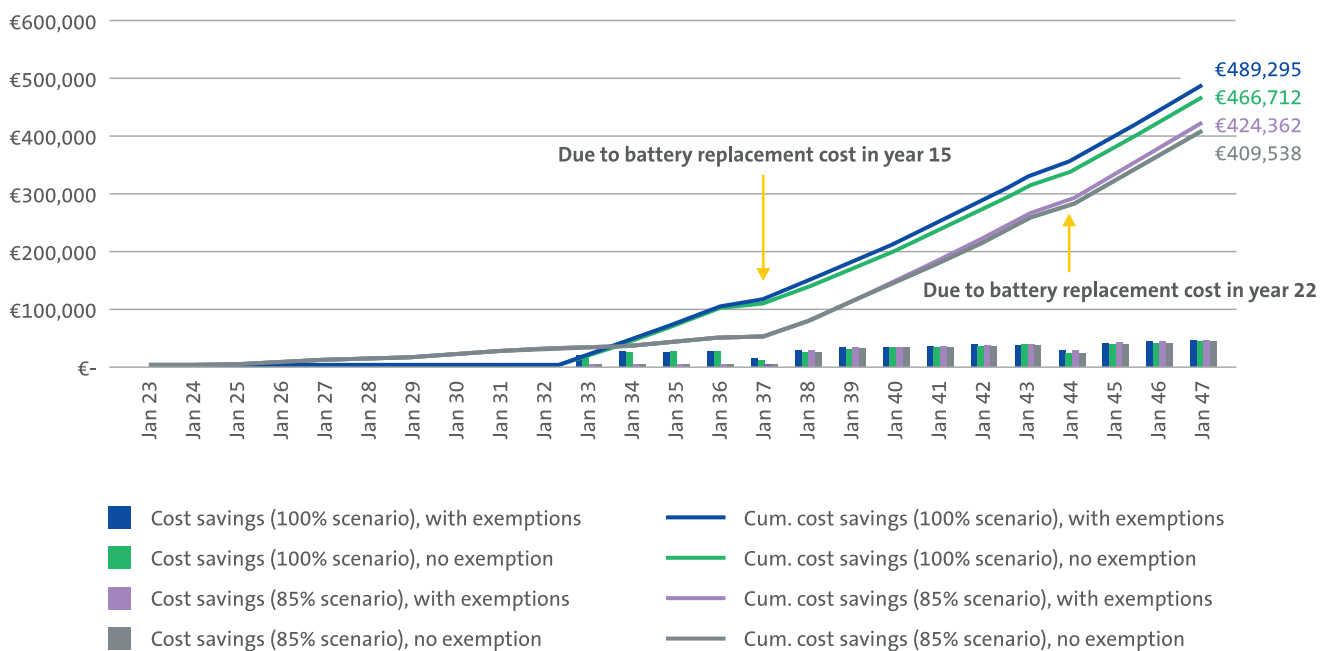 €600,000
€500,000
€400,000
€300,000
€200,000
€100,000
€-
€489,295
€466,712
€424,362
€409,538
Due to battery replacement cost in year 15
Due to battery replacement cost in year 22
Jan 23
Jan 24
Jan 25
Jan 26
Jan 27
Jan 28
Jan 29
Jan 30
Jan 31
Jan 32
Jan 33
Jan 34
Jan 35
Jan 36
Jan 37
Jan 38
Jan 39
Jan 40
Jan 41
Jan 42
Jan 43
Jan 44
Jan 45
Jan 46
Jan 47
Cost savings (100% scenario), with exemptions
Cost savings (100% scenario), no exemption
Cost savings (85% scenario), with exemptions
Cost savings (85% scenario), no exemption
Cum. cost savings (100% scenario), with exemptions
Cum. cost savings (100% scenario), no exemption
Cum. cost savings (85% scenario), with exemptions
Cum. cost savings (85% scenario), no exemption